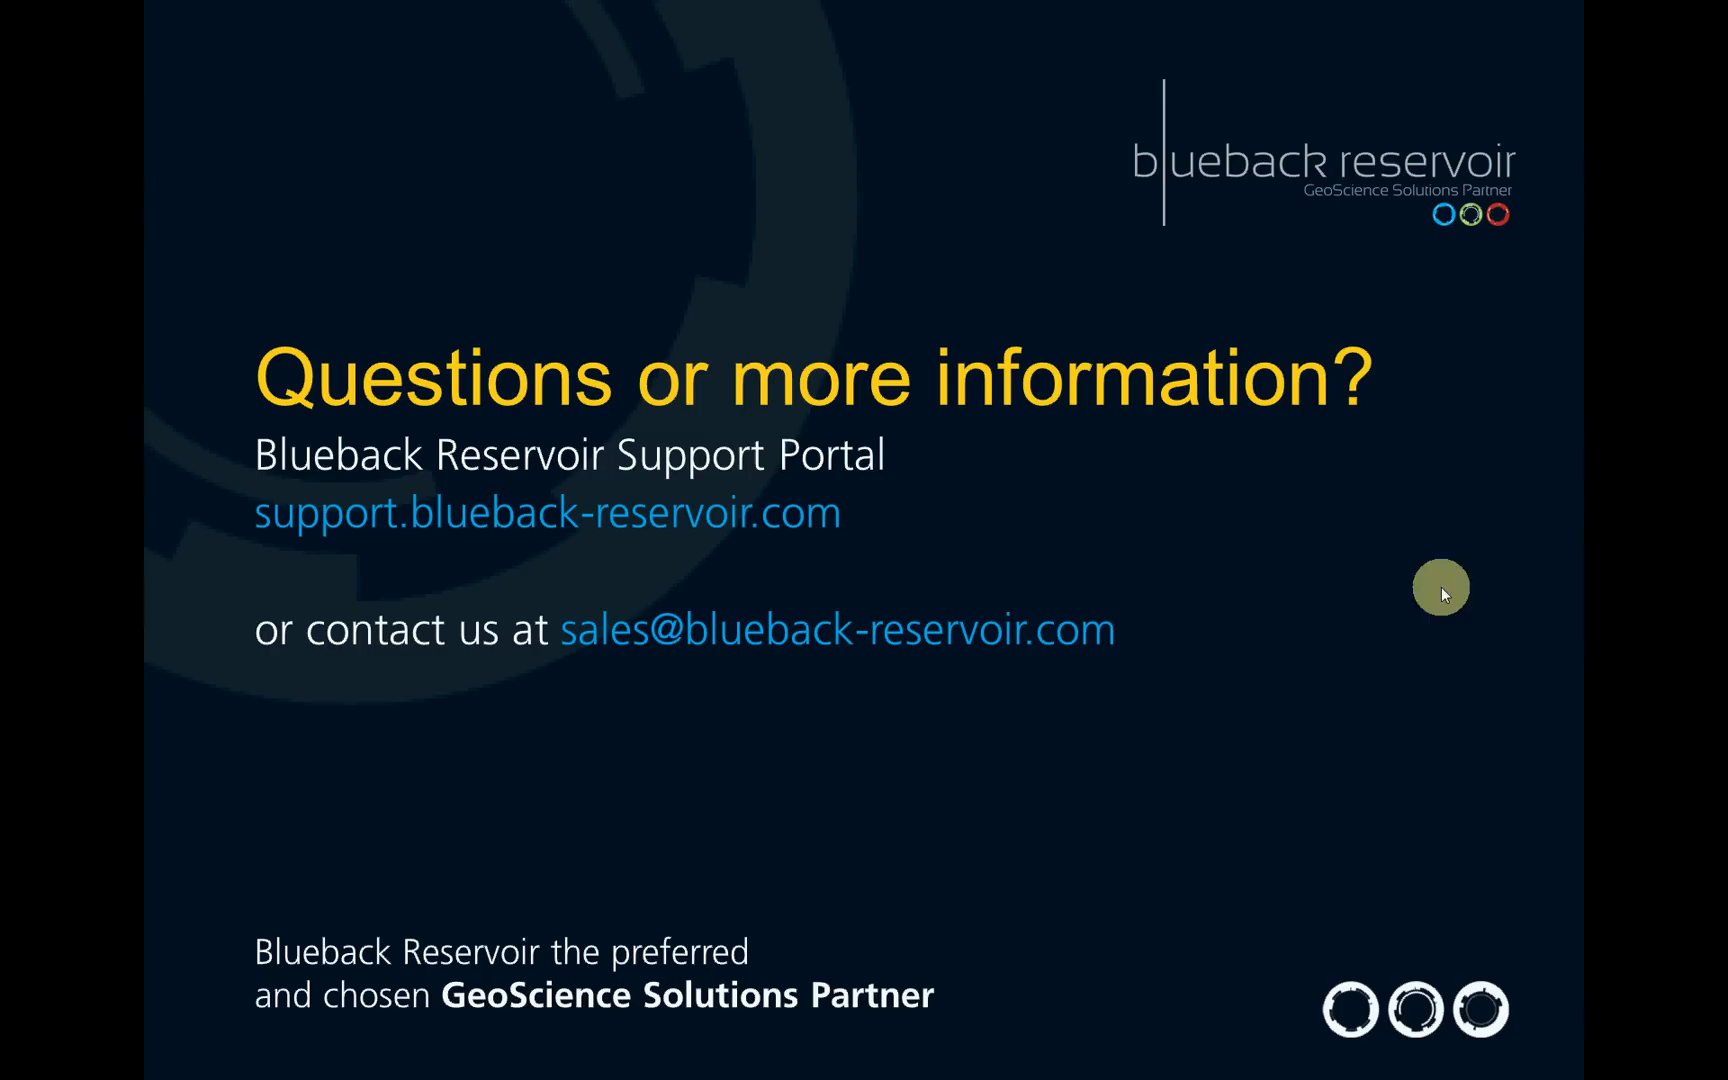 blueback reservoir
GeoScience Solutions Partner
Questions or more information?
Blueback Reservoir Support Portal
support.blueback-reservoir.com
or contact us at sales@blueback-reservoir.com
Blueback Reservoir the preferred
and chosen GeoScience Solutions Partner